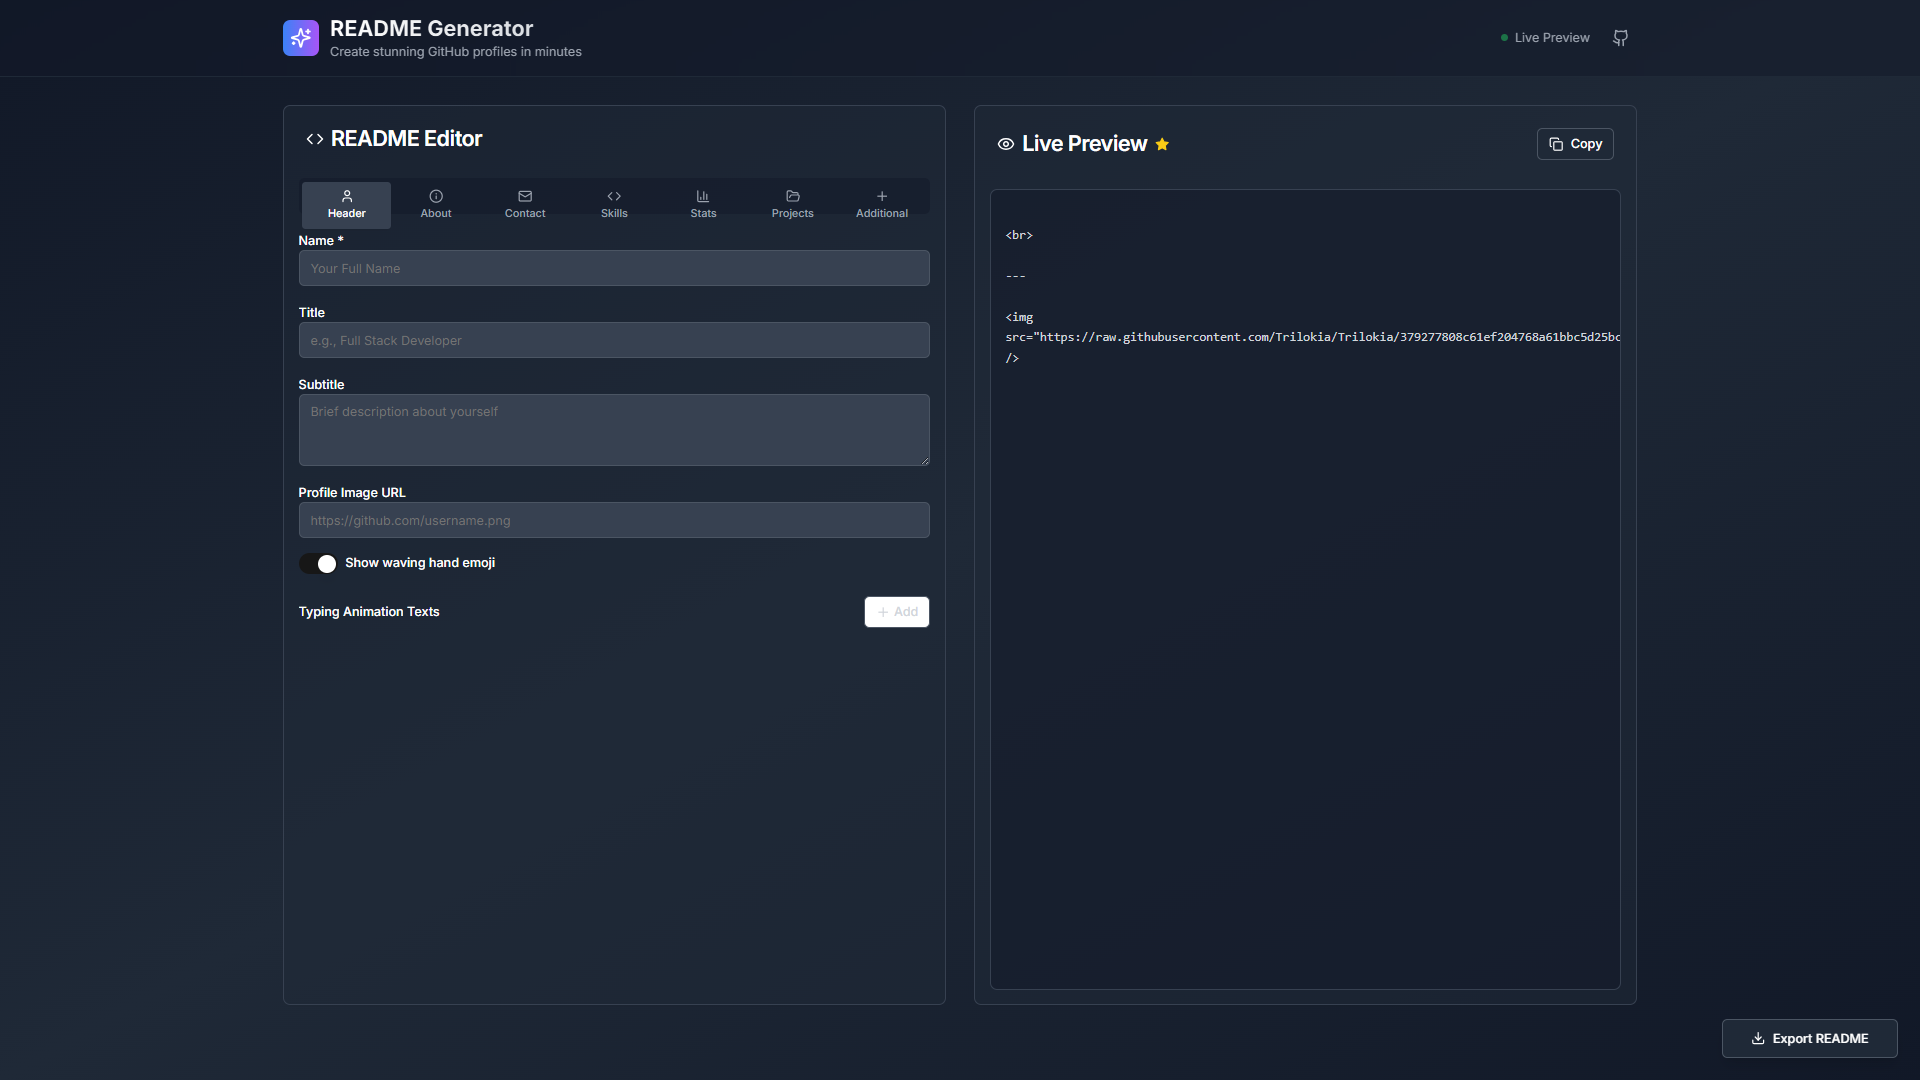 README Generator
Create stunning GitHub profiles in minutes
Live Preview
README Editor
Header
About
Contact
Skills
Stats
Projects
Additional
Name *
Your Full Name
Title
e.g., Full Stack Developer
Subtitle
Brief description about yourself
Profile Image URL
https://github.com/username.png
Show waving hand emoji
Typing Animation Texts
+ Add
Live Preview
Copy
<br>
---
<img
src="https://raw.githubusercontent.com/Trilokia/Trilokia/379277808c61ef204768a61bbc5d25bc
/>
Export README